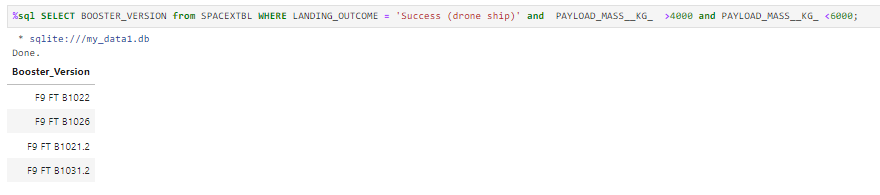 %sql SELECT BOOSTER_VERSION from SPACEXTBL WHERE LANDING_OUTCOME = 'Success (drone ship)' and  PAYLOAD_MASS__KG_  >4000 and PAYLOAD_MASS__KG_ <6000;
* sqlite:///my_data1.db
Done.
Booster_Version
F9 FT B1022
F9 FT B1026
F9 FT B1021.2
F9 FT B1031.2